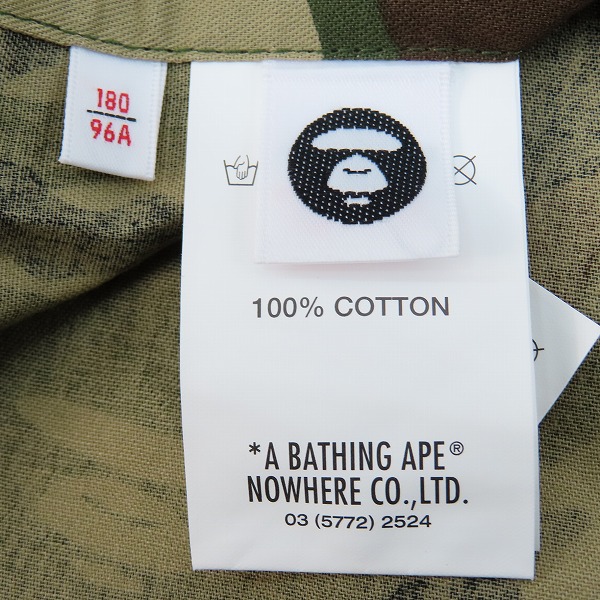 180
96A
100% COTTON
*A BATHING APE®
NOWHERE CO.,LTD.
03 (5772) 2524